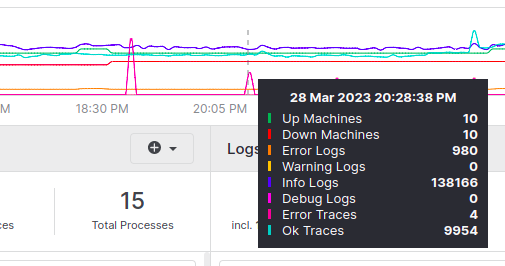 M
18:30 PM
20:05 PM
28 Mar 2023 20:28:38 PM
Up Machines 10
Down Machines 10
Error Logs 980
Warning Logs 0
Info Logs 138166
Debug Logs 0
Error Traces 4
Ok Traces 9954
Logs
15
ces
Total Processes
incl.